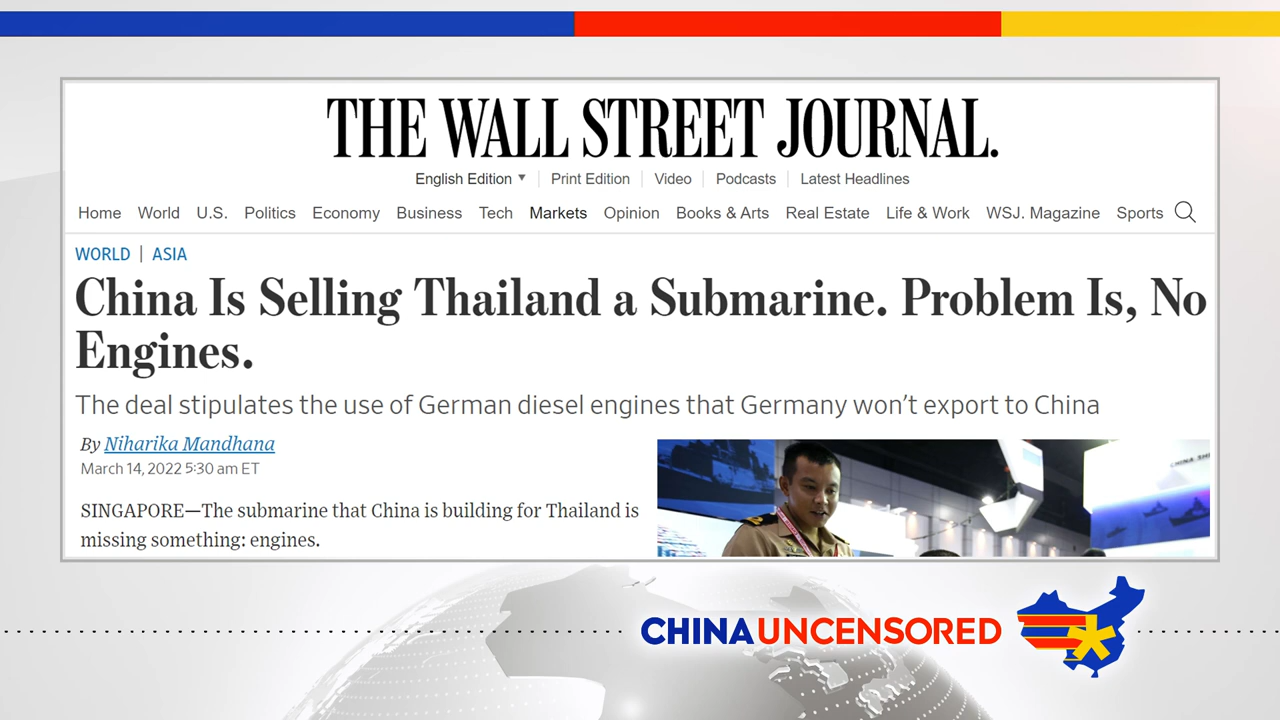 THE WALL STREET JOURNAL.
English Edition ▼ | Print Edition | Video | Podcasts | Latest Headlines
Home World U.S. Politics Economy Business Tech Markets Opinion Books & Arts Real Estate Life & Work WSJ. Magazine Sports
WORLD | ASIA
China Is Selling Thailand a Submarine. Problem Is, No
Engines.
The deal stipulates the use of German diesel engines that Germany won’t export to China
By Niharika Mandhana
March 14, 2022 5:30 am ET
SINGAPORE—The submarine that China is building for Thailand is
missing something: engines.
CHINA UNCENSORED